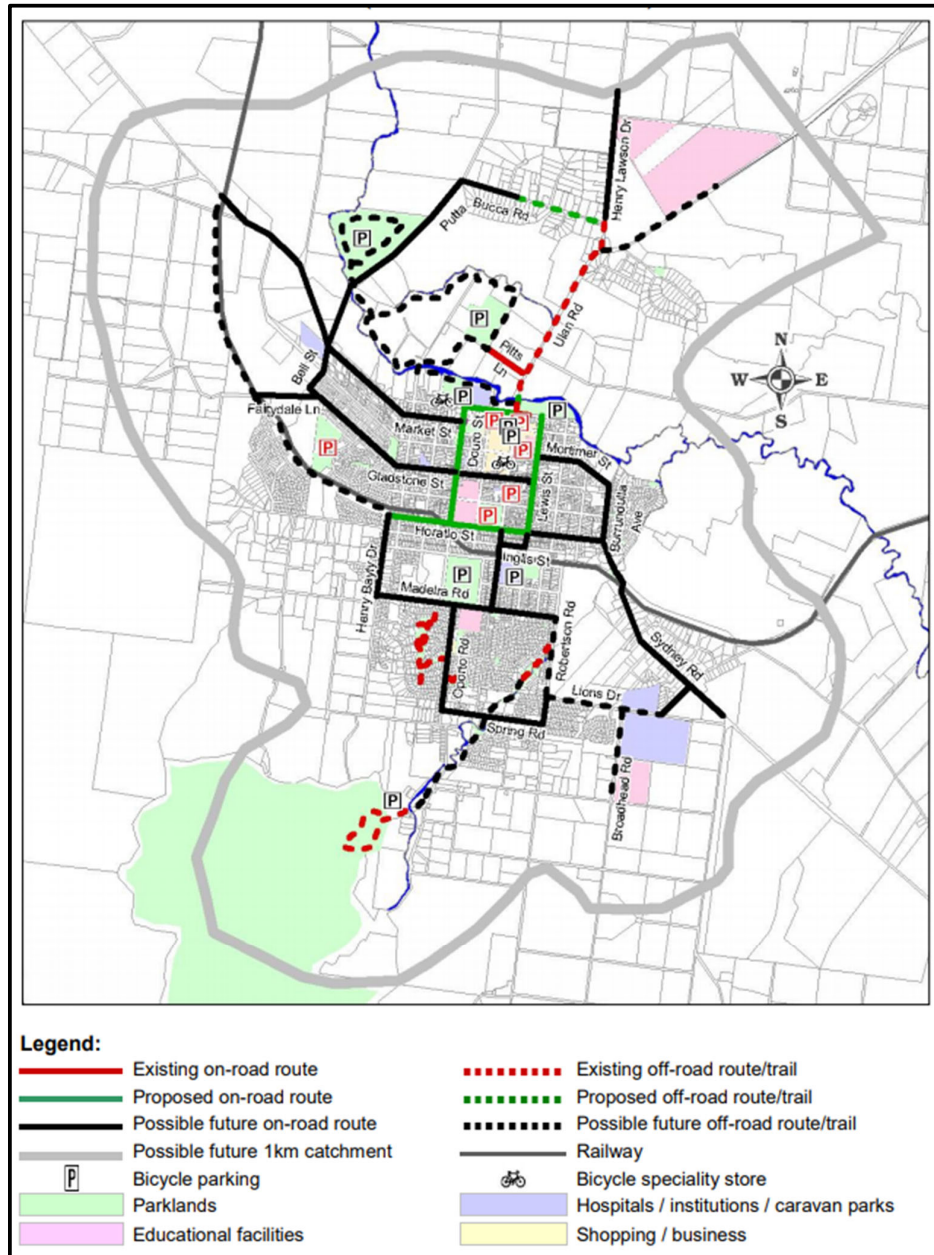 Henry Lawson Dr
Putta
Bucca Rd
P
Ulan Rd
P
Pitts
Ln
N
W
E
S
Bell St
P
P
Fairydale Ln
Market St
Douro St
P
P
P
P
P
P
Mortimer St
Gladstone St
P
Lewis St
P
Burrundulla
Ave
Horatio St
Inglis St
P
P
Henry Bayly Dr
Madeira Rd
Oporto Rd
Robertson Rd
Sydney Rd
Lions Dr
Spring Rd
Broadhead Rd
P
Legend:
Existing on-road route
Existing off-road route/trail
Proposed on-road route
Proposed off-road route/trail
Possible future on-road route
Possible future off-road route/trail
Possible future 1km catchment
Railway
P
Bicycle parking
Bicycle speciality store
Parklands
Hospitals / institutions / caravan parks
Educational facilities
Shopping / business